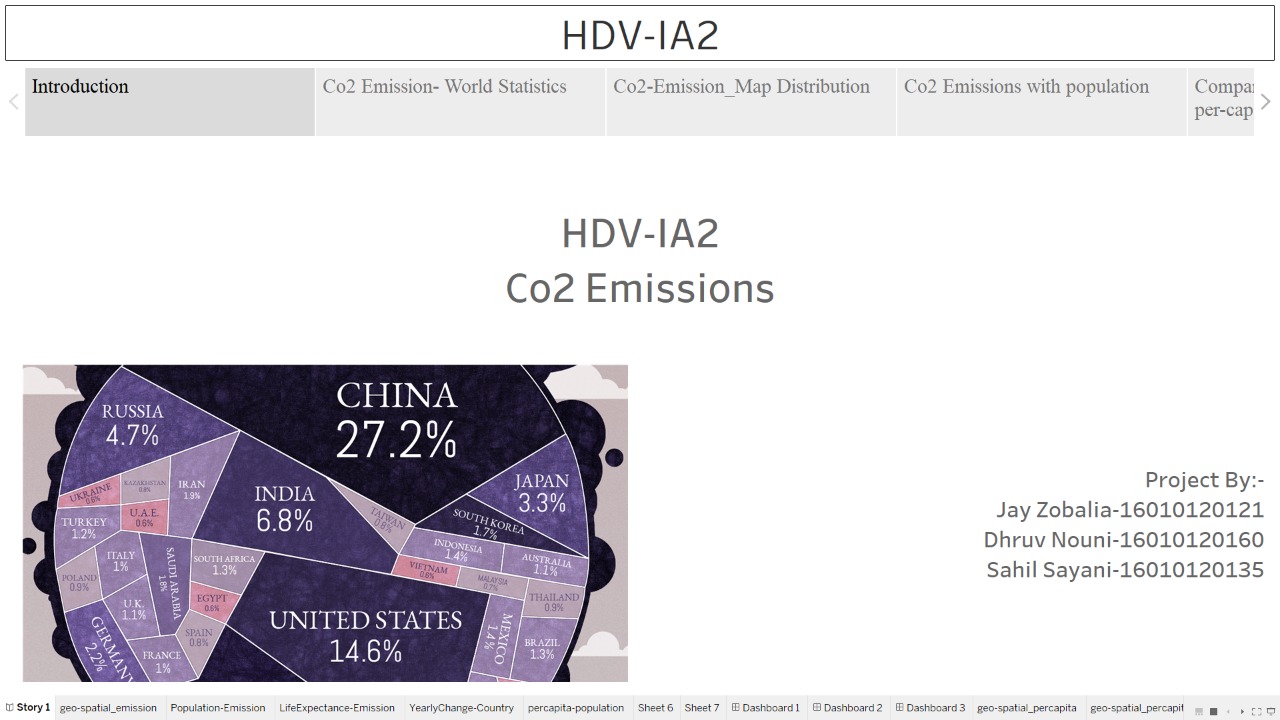 HDV-IA2
Introduction
Co2 Emission- World Statistics
Co2-Emission_Map Distribution
Co2 Emissions with population
Compa
per-cap
HDV-IA2
Co2 Emissions
CHINA
27.2%
RUSSIA
4.7%
JAPAN
3.3%
KAZAKHSTAN
0.8%
IRAN
1.9%
UKRAINE
0.6%
INDIA
6.8%
TAIWAN
0.8%
SOUTH KOREA
1.7%
U.A.E.
0.6%
TURKEY
1.2%
INDONESIA
1.4%
AUSTRALIA
1.1%
ITALY
1%
SAUDI ARABIA
1.8%
SOUTH AFRICA
1.3%
VIETNAM
0.6%
MALAYSIA
0.7%
POLAND
0.9%
THAILAND
0.9%
U.K.
1.1%
EGYPT
0.6%
UNITED STATES
14.6%
MEXICO
1.4%
BRAZIL
1.3%
SPAIN
0.8%
GERMANY
2.2%
FRANCE
1%
Project By:-
Jay Zobalia-16010120121
Dhruv Nouni-16010120160
Sahil Sayani-16010120135
Story 1
geo-spatial_emission
Population-Emission
LifeExpectance-Emission
YearlyChange-Country
percapita-population
Sheet 6
Sheet 7
Dashboard 1
Dashboard 2
Dashboard 3
geo-spatial_percapita
geo-spatial_percapit